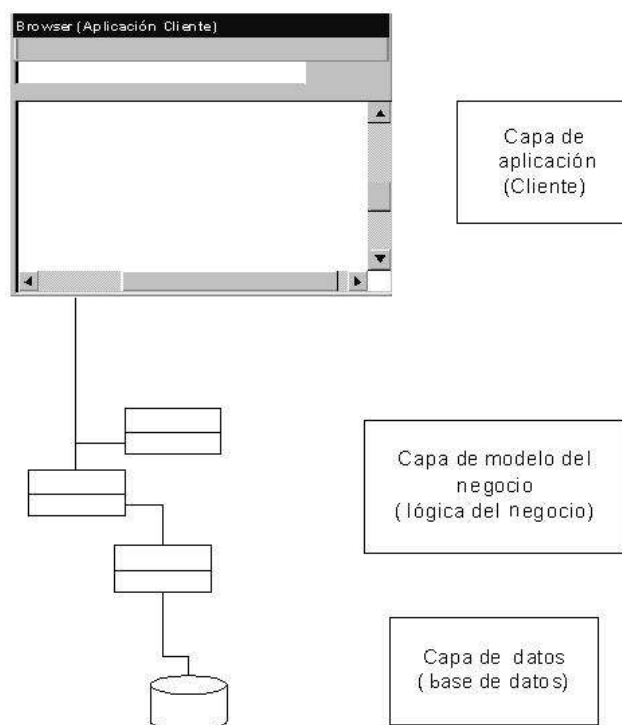 Browser (Aplicación Cliente)
Capa de
aplicación
(Cliente)
Capa de modelo del
negocio
( lógica del negocio)
Capa de datos
( base de datos)